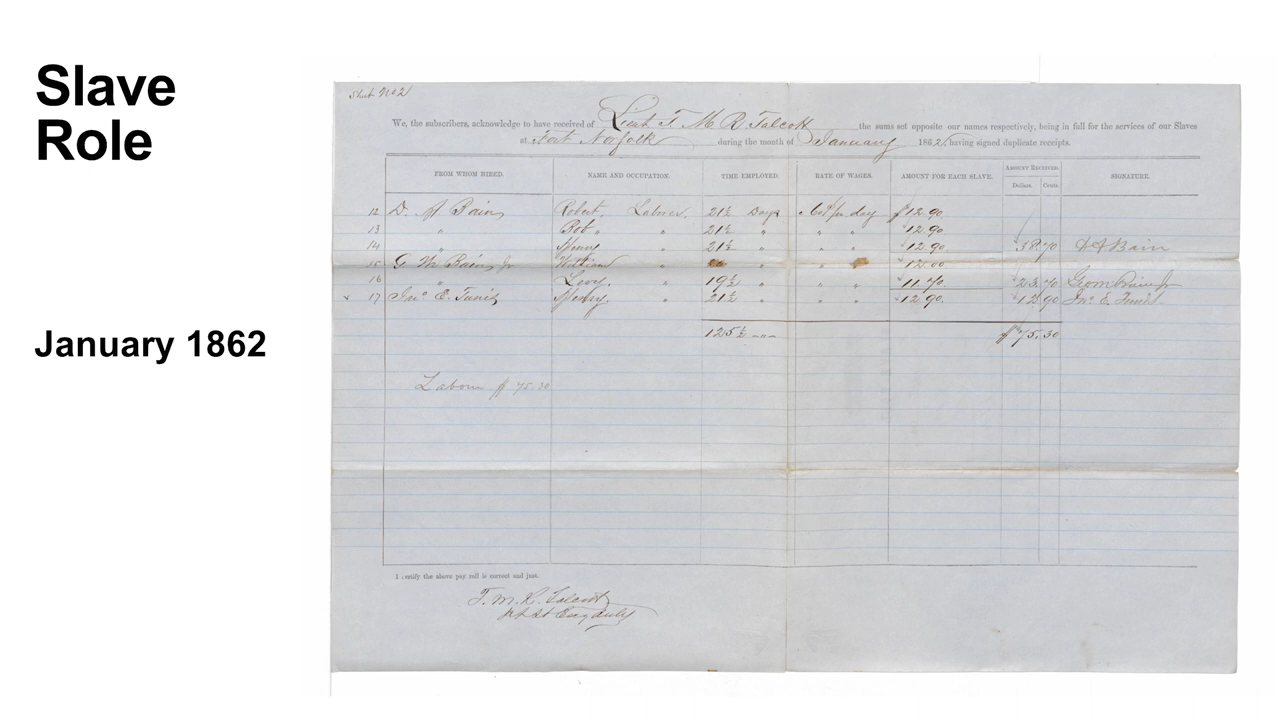 Slave
Role
January 1862
Sheet No 2
We, the subscribers, acknowledge to have received of Lieut T. M. R. Talcott the sums set opposite our names respectively, being in full for the services of our Slaves
at Fort Norfolk during the month of January 1862, having signed duplicate receipts.
FROM WHOM HIRED. NAME AND OCCUPATION. TIME EMPLOYED. RATE OF WAGES. AMOUNT FOR EACH SLAVE. AMOUNT RECEIVED. SIGNATURE.
Dollars. Cents.
12 D. A Bain Robert, Laborer. 21½ Days 60c/per day $12.90
13 " Bob " 21½ " " " "12.90
14 " " 21½ " " " "12.90 38 70 D A Bain
15 G. W. Bain Jr William " " " " 12.00
16 " Levy. " 19½ " " " "11.70 23 70 Geo W Bain Jr
x 17 Jno. E. Tunis Henry. " 21½ " " " "12.90 12 90 Jno. E. Tunis
125½ " " $75.30
Labour $75.30
I certify the above pay roll is correct and just.
T. M. R. Talcott